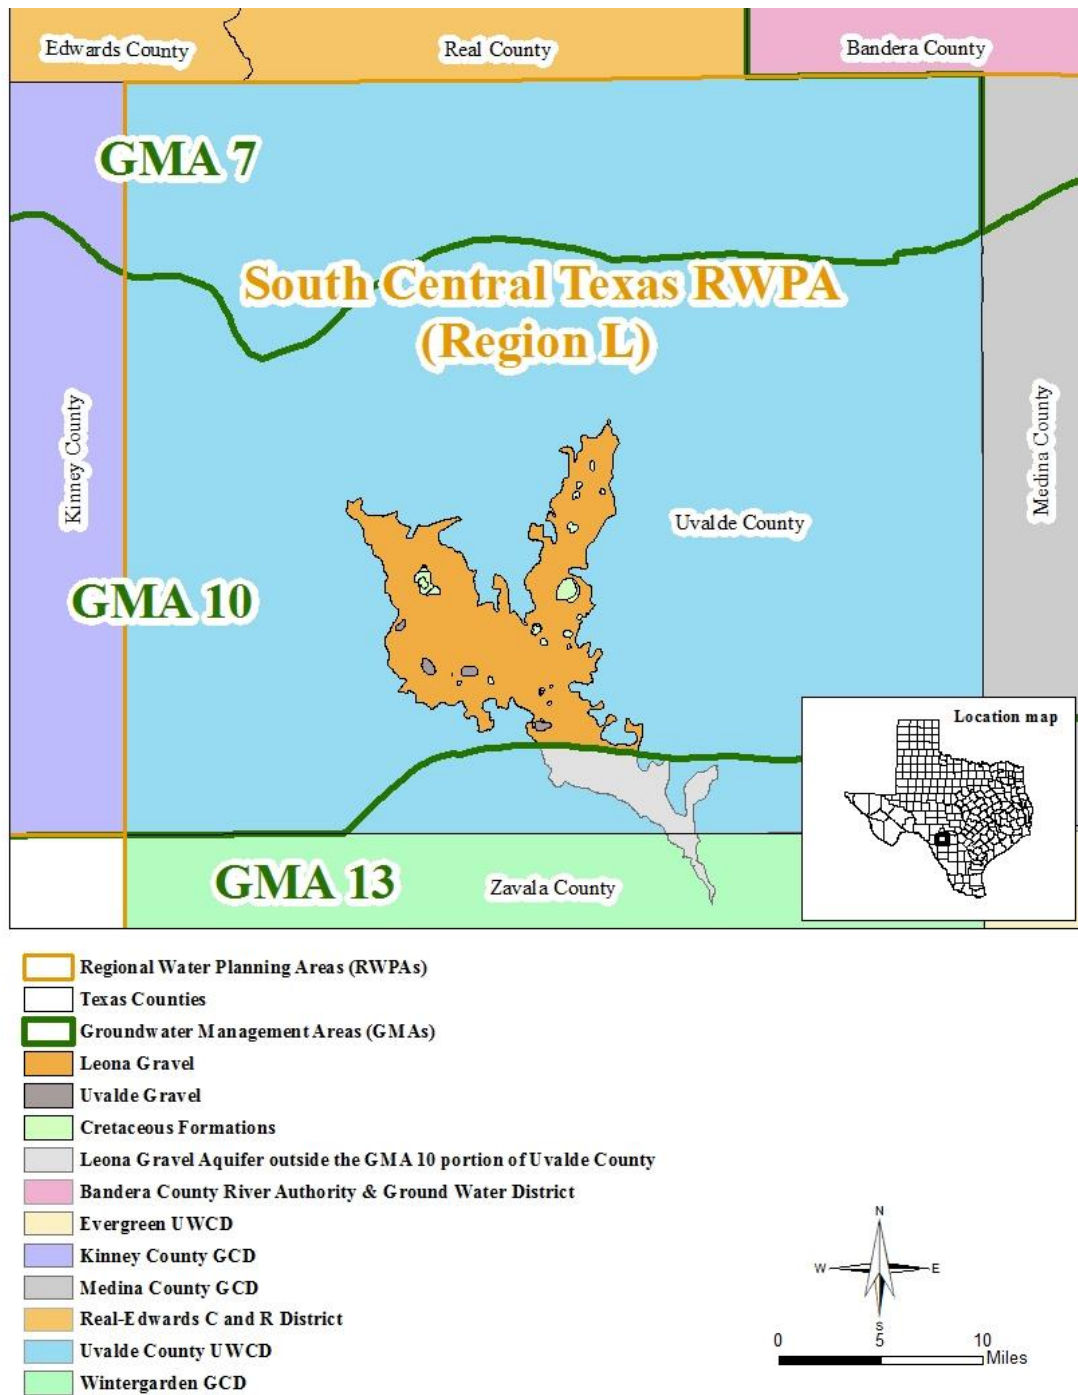 Edwards County
Real County
Bandera County
GMA 7
South Central Texas RWPA
(Region L)
Kinney County
Medina County
Uvalde County
GMA 10
Location map
GMA 13
Zavala County
Regional Water Planning Areas (RWPAs)
Texas Counties
Groundwater Management Areas (GMAs)
Leona Gravel
Uvalde Gravel
Cretaceous Formations
Leona Gravel Aquifer outside the GMA 10 portion of Uvalde County
Bandera County River Authority & Ground Water District
Evergreen UWCD
Kinney County GCD
Medina County GCD
Real-Edwards C and R District
Uvalde County UWCD
Wintergarden GCD
N
W E
S
0 5 10
Miles